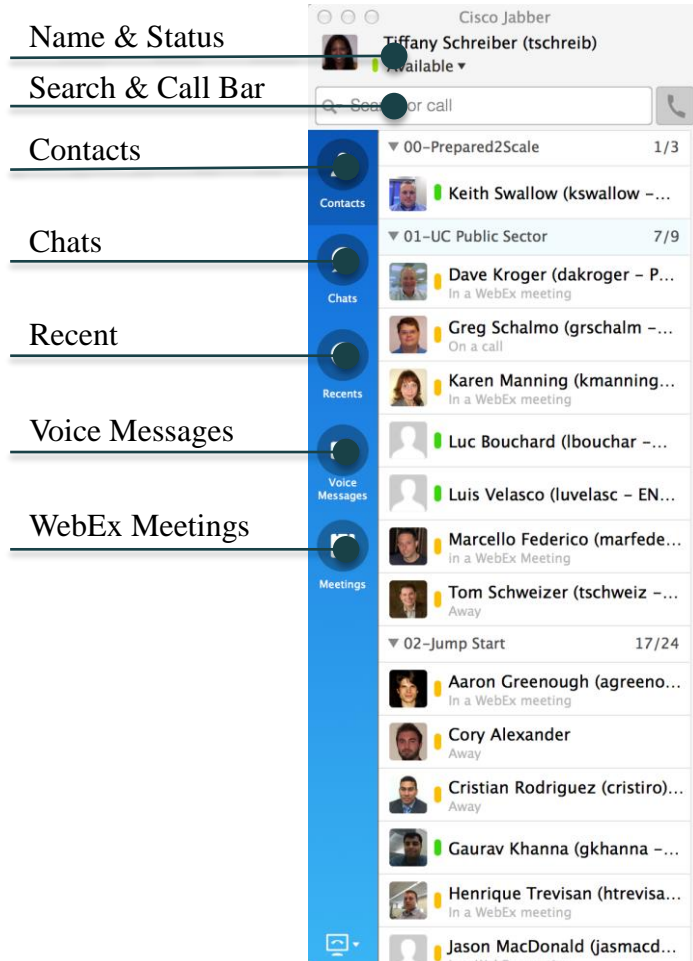 Cisco Jabber
Name & Status
Tiffany Schreiber (tschreib)
Available
Search & Call Bar
Sea or call
Contacts
00-Prepared2Scale 1/3
Keith Swallow (kswallow -...
Contacts
01-UC Public Sector 7/9
Chats
Dave Kroger (dakroger - P...
In a WebEx meeting
Chats
Recent
Greg Schalmo (grschalm -...
On a call
Karen Manning (kmanning...
In a WebEx meeting
Recents
Voice Messages
Luc Bouchard (lbouchar -...
Voice
Messages
Luis Velasco (luvelasc - EN...
WebEx Meetings
Marcello Federico (marfede...
in a WebEx Meeting
Meetings
Tom Schweizer (tschweiz -...
Away
02-Jump Start 17/24
Aaron Greenough (agreeno...
In a WebEx meeting
Cory Alexander
Away
Cristian Rodriguez (cristiro)...
Away
Gaurav Khanna (gkhanna -...
Henrique Trevisan (htrevisa...
In a WebEx meeting
Jason MacDonald (jasmacd...